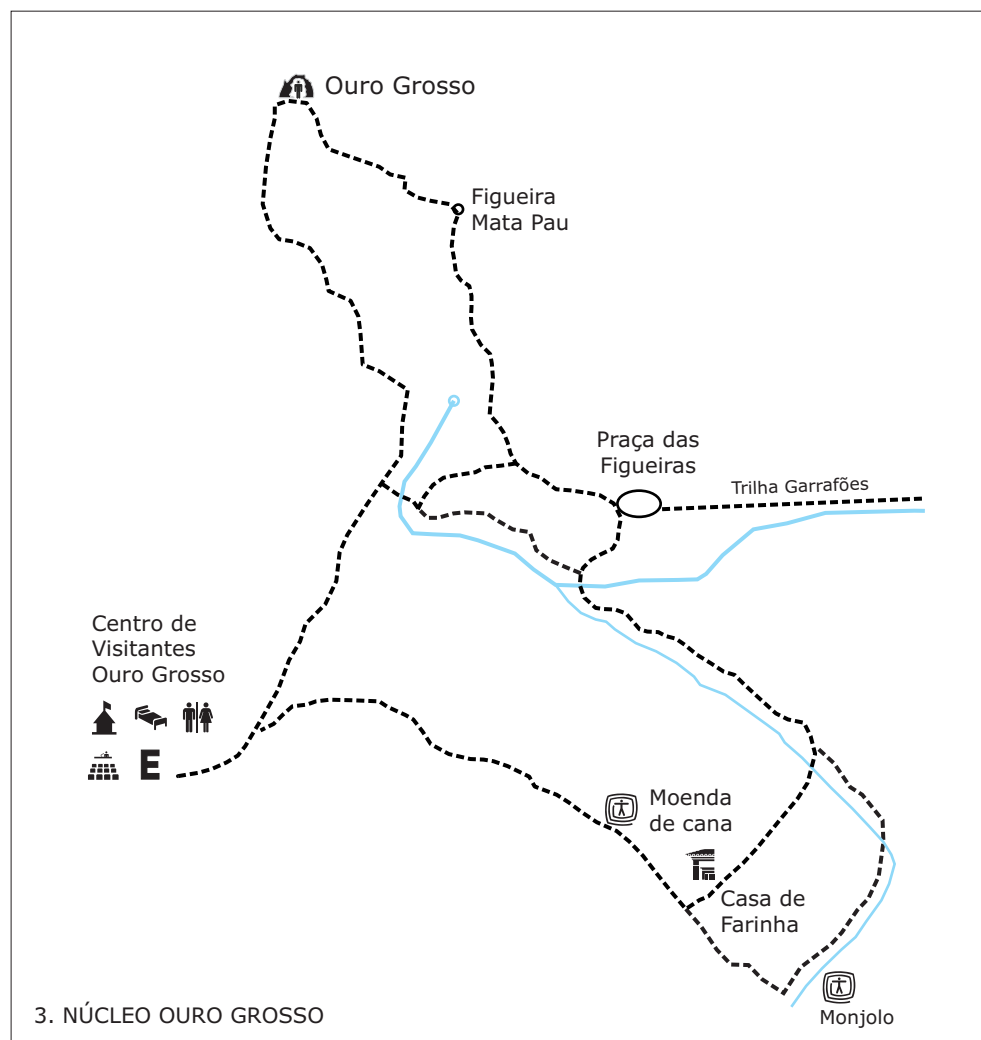 Ouro Grosso
Figueira
Mata Pau
Praça das
Figueiras
Trilha Garrafões
Centro de
Visitantes
Ouro Grosso
E
Moenda
de cana
Casa de
Farinha
Monjolo
3. NÚCLEO OURO GROSSO